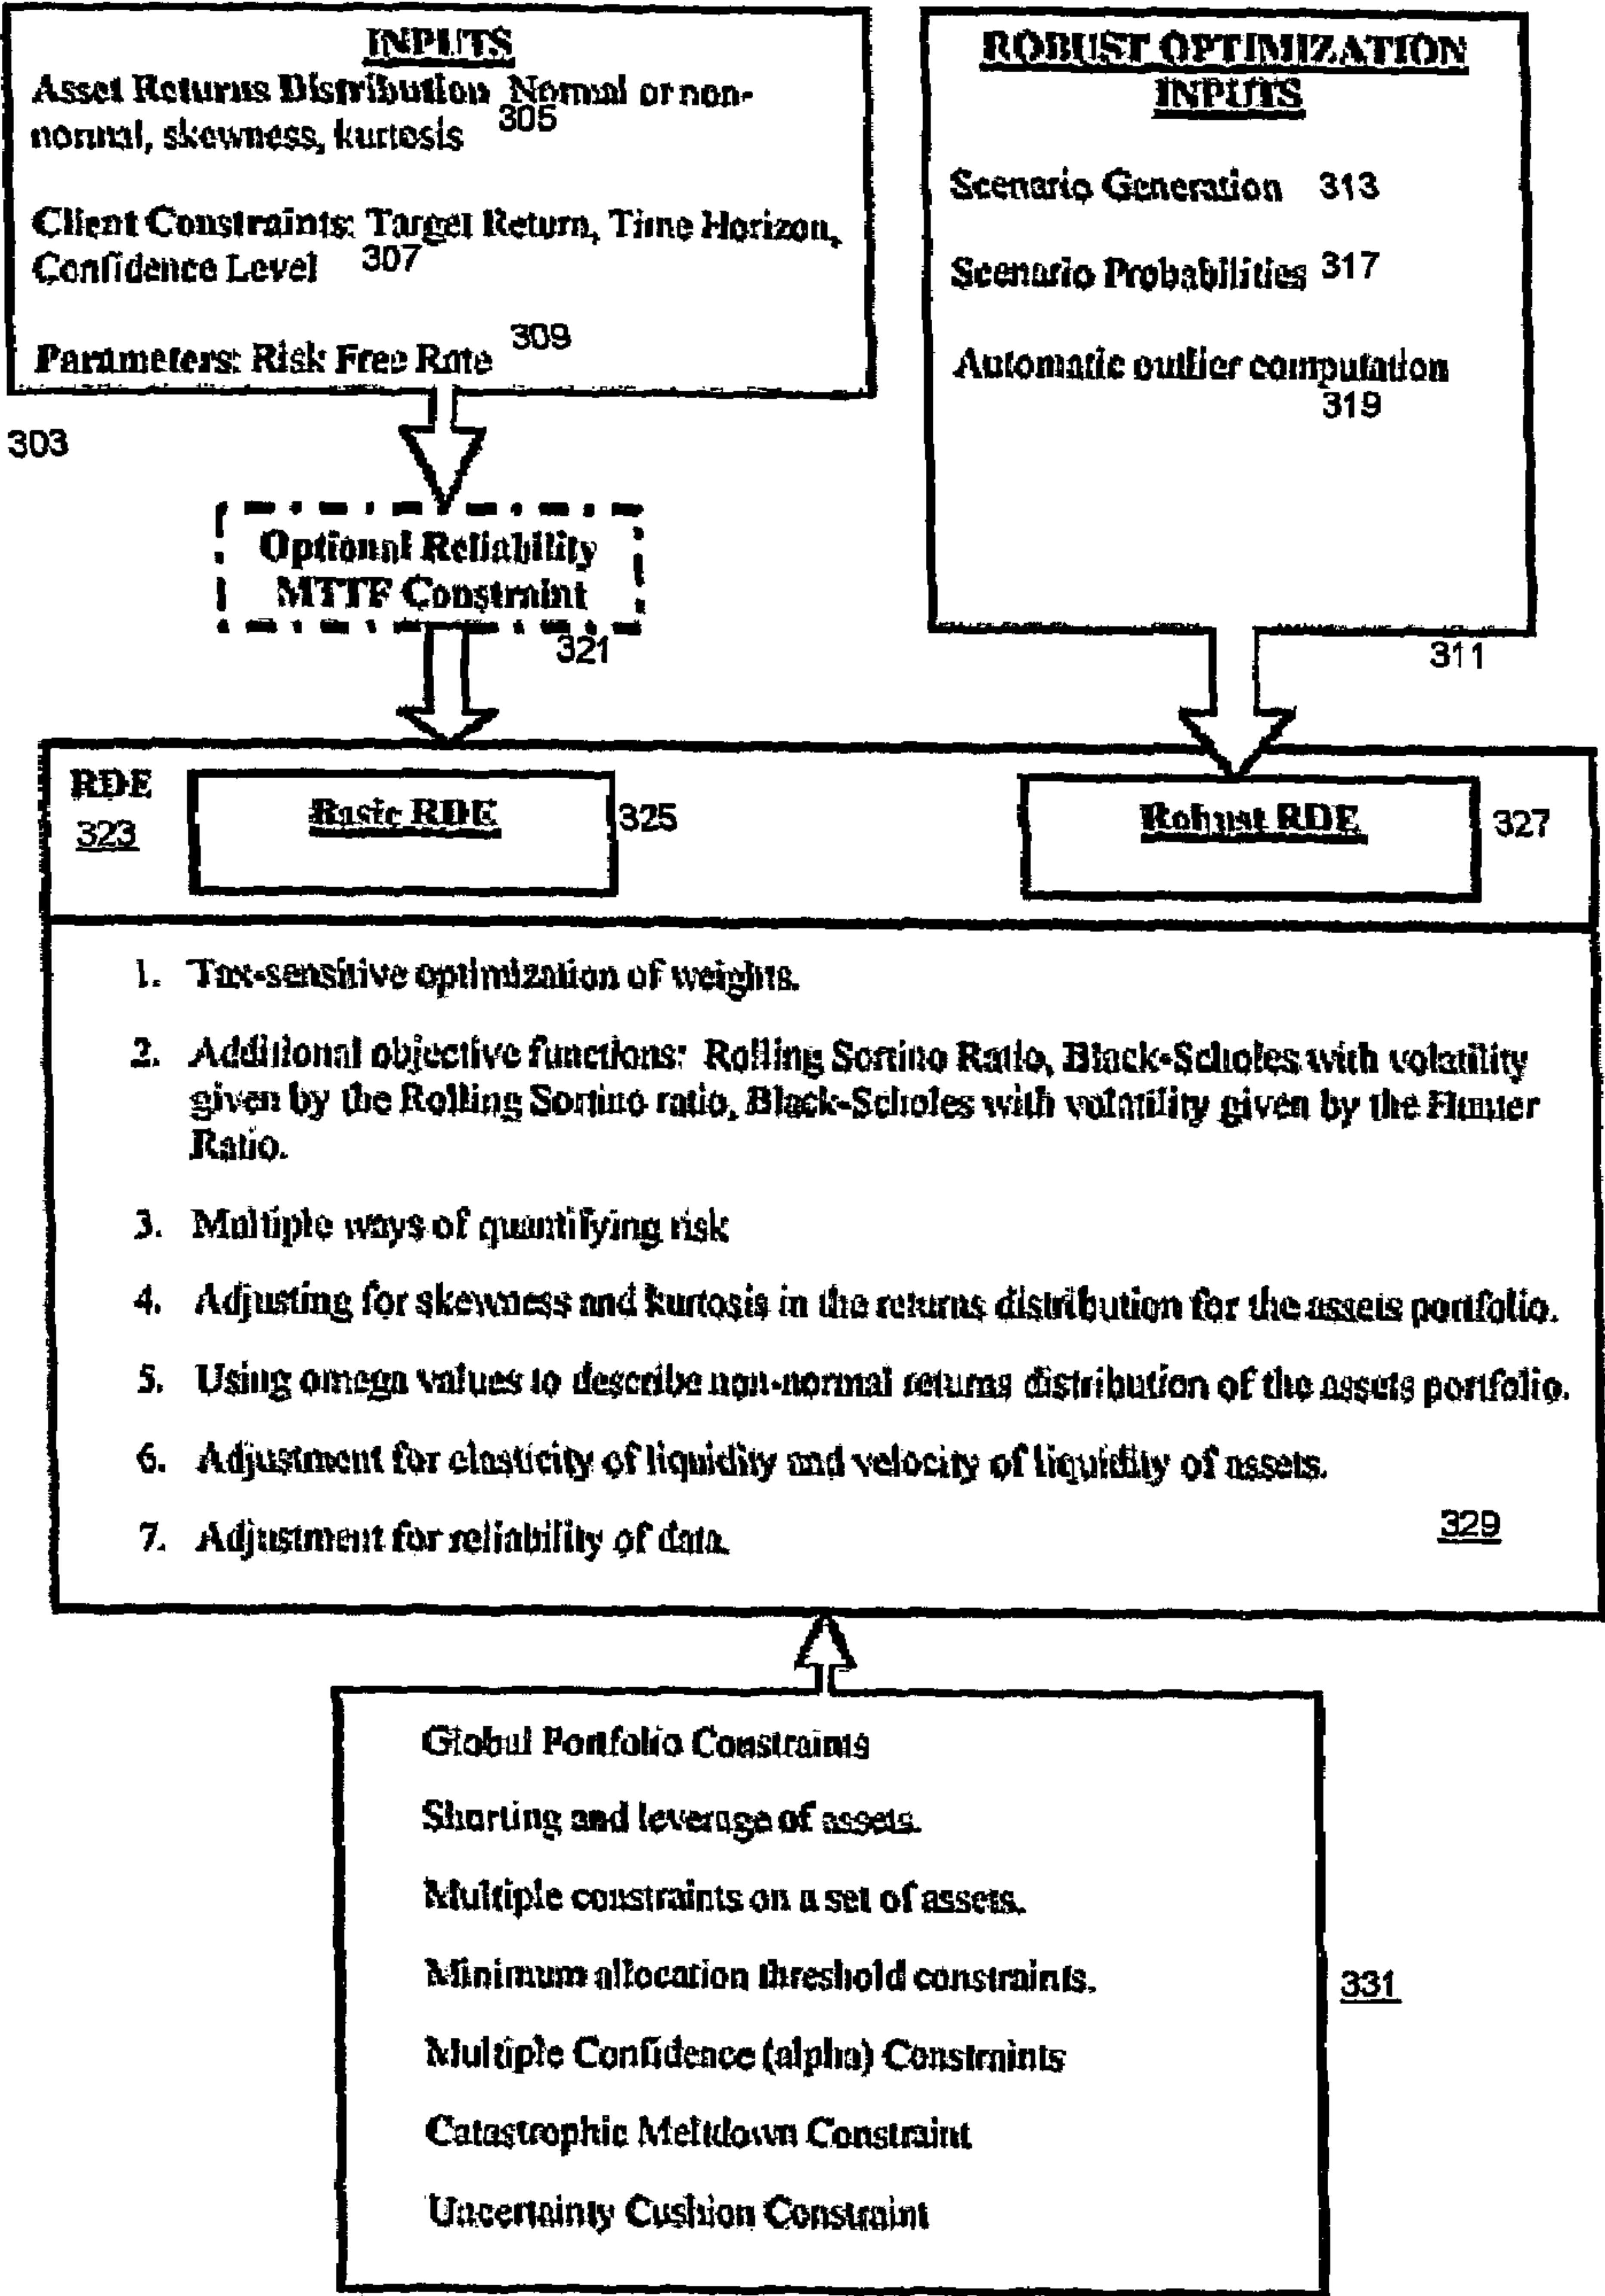 INPUTS
Asset Returns Distribution Normal or non-
normal, skewness, kurtosis 305
Client Constraints: Target Return, Time Horizon,
Confidence Level 307
Parameters: Risk Free Rate 309
303
ROBUST OPTIMIZATION
INPUTS
Scenario Generation 313
Scenario Probabilities 317
Automatic outlier computation
319
311
Optional Reliability
MTTF Constraint
321
RDE
323
Basic RDE 325
Robust RDE 327
1. Tax-sensitive optimization of weights.
2. Additional objective functions: Rolling Sortino Ratio, Black-Scholes with volatility
given by the Rolling Sortino ratio, Black-Scholes with volatility given by the Hunter
Ratio.
3. Multiple ways of quantifying risk
4. Adjusting for skewness and kurtosis in the returns distribution for the assets portfolio.
5. Using omega values to describe non-normal returns distribution of the assets portfolio.
6. Adjustment for elasticity of liquidity and velocity of liquidity of assets.
7. Adjustment for reliability of data.
329
Global Portfolio Constraints
Shorting and leverage of assets.
Multiple constraints on a set of assets.
Minimum allocation threshold constraints.
331
Multiple Confidence (alpha) Constraints
Catastrophic Meltdown Constraint
Uncertainty Cushion Constraint